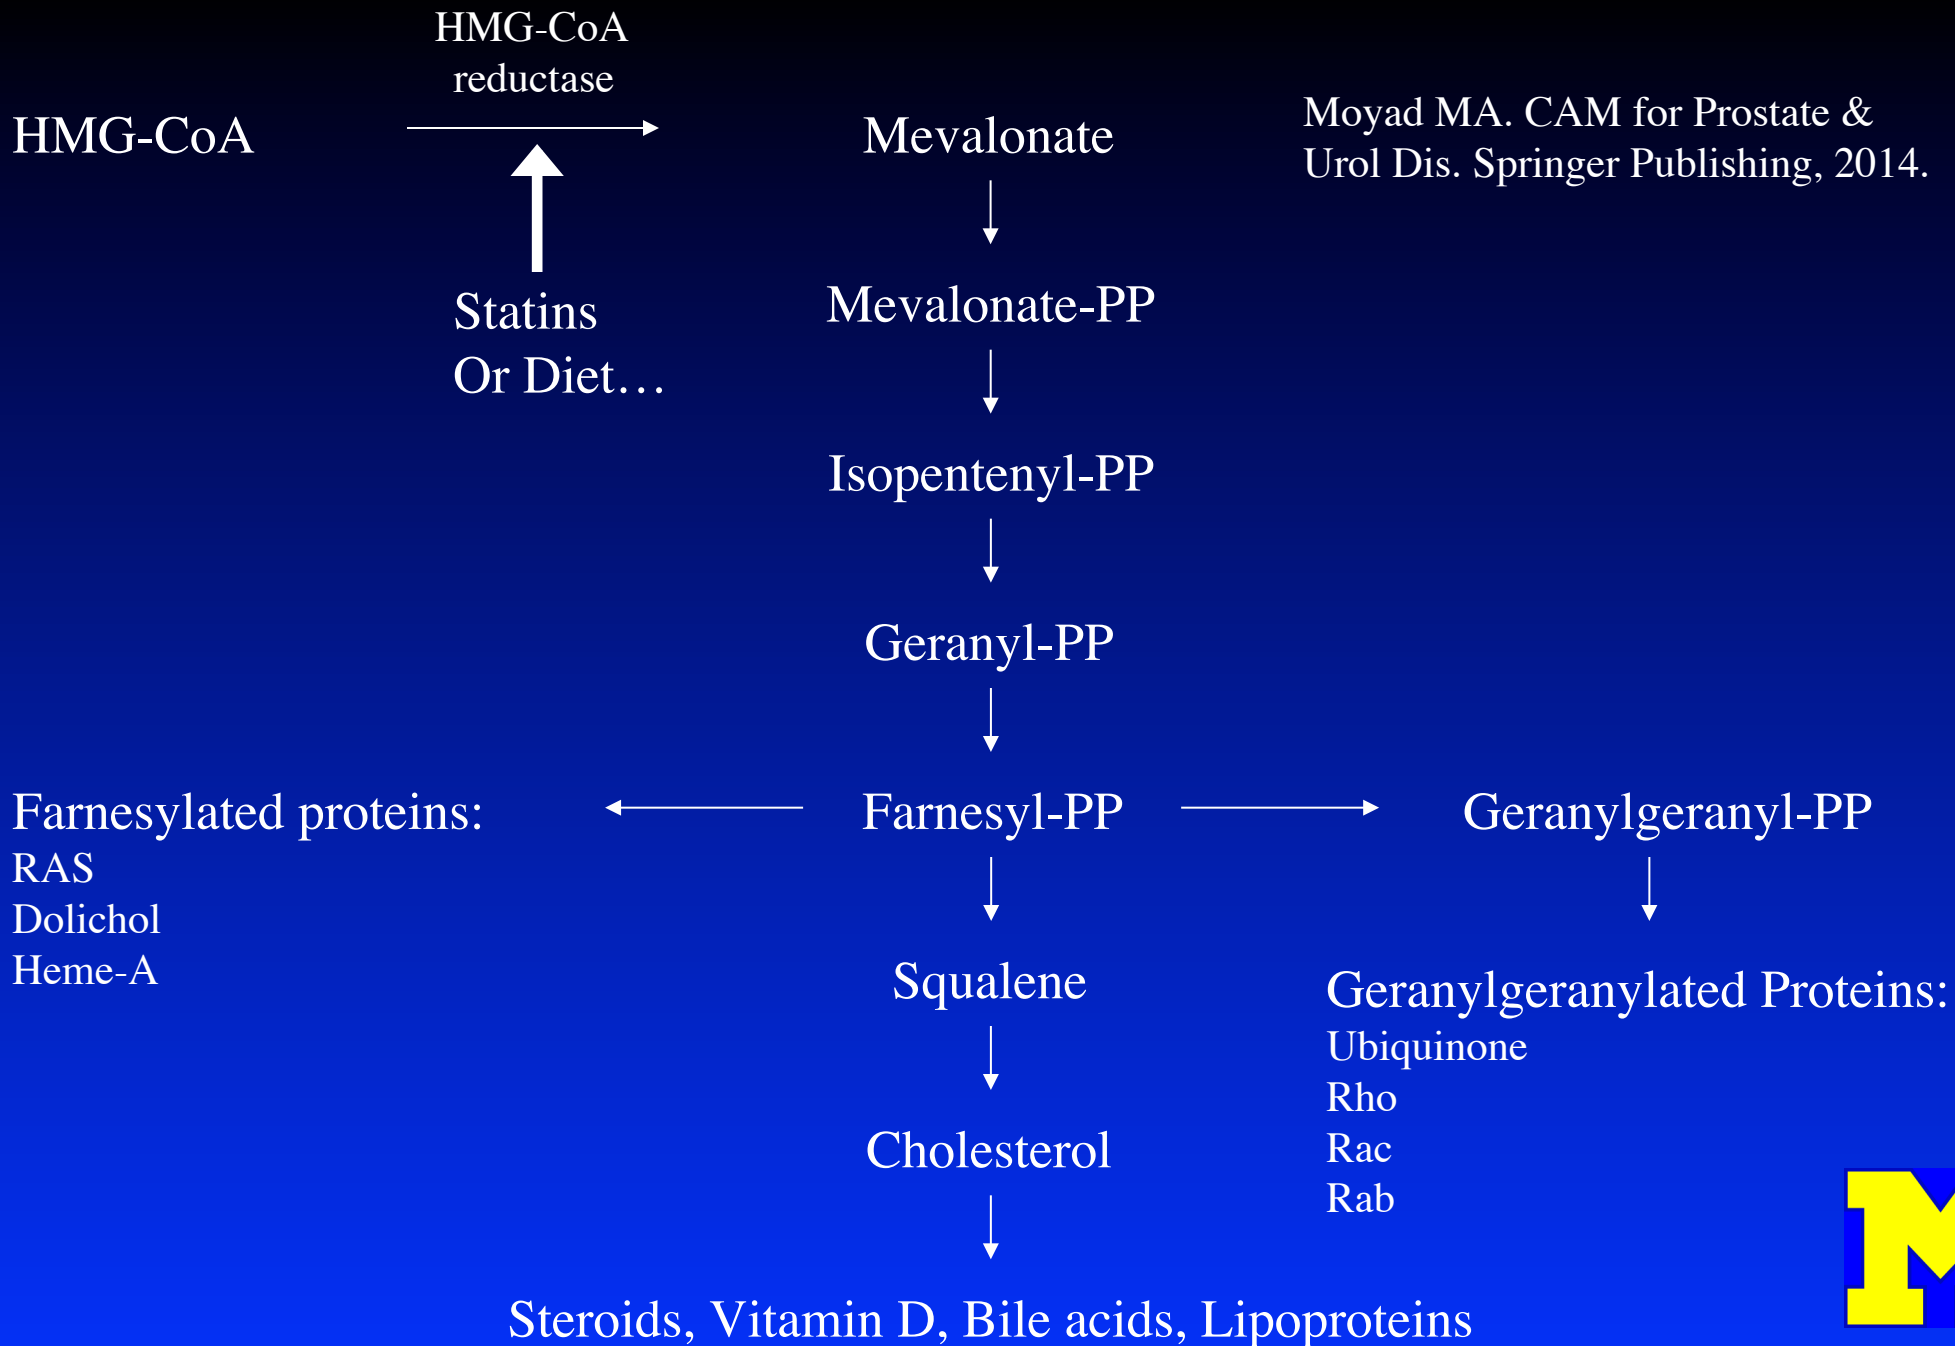 HMG-CoA
reductase
HMG-CoA
Mevalonate
Moyad MA. CAM for Prostate &
Urol Dis. Springer Publishing, 2014.
Statins
Or Diet…
Mevalonate-PP
Isopentenyl-PP
Geranyl-PP
Farnesylated proteins:
RAS
Dolichol
Heme-A
Farnesyl-PP
Geranylgeranyl-PP
Squalene
Geranylgeranylated Proteins:
Ubiquinone
Rho
Rac
Rab
Cholesterol
Steroids, Vitamin D, Bile acids, Lipoproteins
M